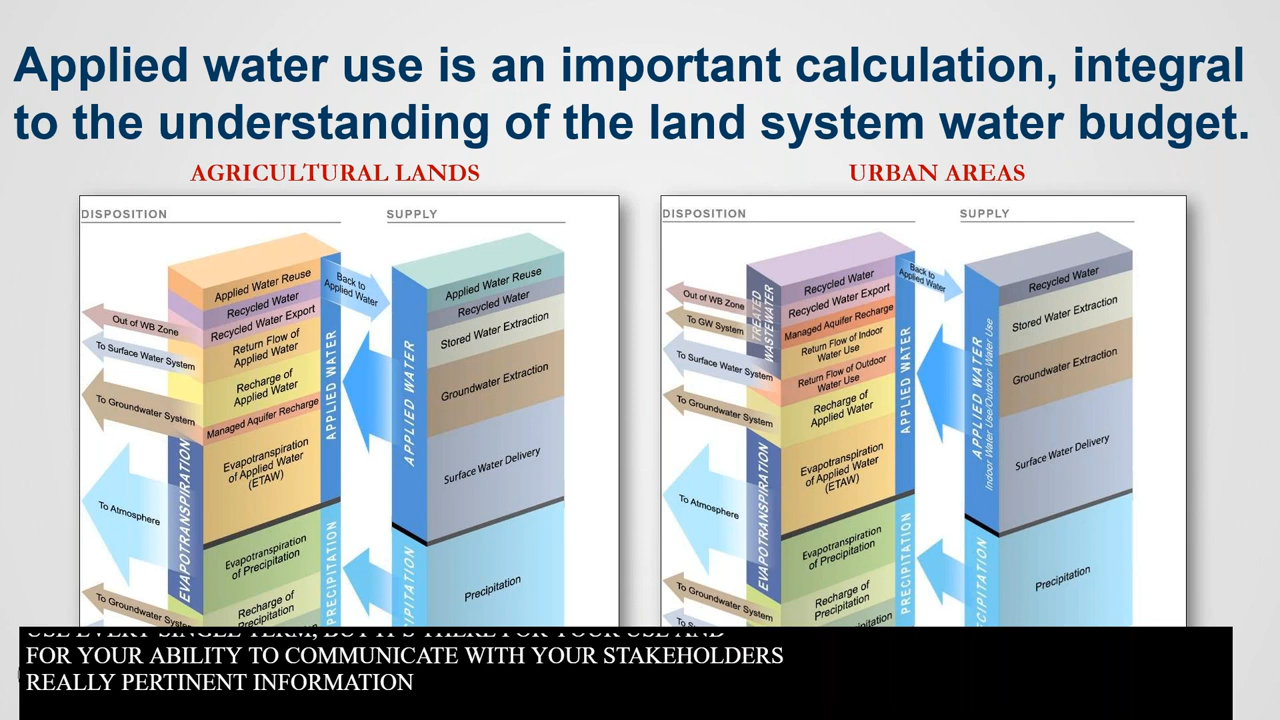 Applied water use is an important calculation, integral
to the understanding of the land system water budget.
AGRICULTURAL LANDS
DISPOSITION
SUPPLY
Applied Water Reuse
Recycled Water
Recycled Water Export
Return Flow of
Applied Water
Recharge of
Applied Water
Managed Aquifer Recharge
Evapotranspiration
of Applied Water
(ETAW)
Evapotranspiration
of Precipitation
Recharge of
Precipitation
Out of WB Zone
To Surface Water System
To Groundwater System
To Atmosphere
To Groundwater System
EVAPOTRANSPIRATION
APPLIED WATER
PRECIPITATION
Back to
Applied Water
APPLIED WATER
Applied Water Reuse
Recycled Water
Stored Water Extraction
Groundwater Extraction
Surface Water Delivery
Precipitation
URBAN AREAS
DISPOSITION
SUPPLY
Recycled Water
Recycled Water Export
Managed Aquifer Recharge
Return Flow of Indoor
Water Use
Return Flow of Outdoor
Water Use
Recharge of
Applied Water
Evapotranspiration
of Applied Water
(ETAW)
Evapotranspiration
of Precipitation
Recharge of
Precipitation
Out of WB Zone
To GW System
To Surface Water System
To Groundwater System
To Atmosphere
To Groundwater System
TREATED
WASTEWATER
EVAPOTRANSPIRATION
APPLIED WATER
PRECIPITATION
Back to
Applied Water
APPLIED WATER
Indoor Water Use/Outdoor Water Use
Recycled Water
Stored Water Extraction
Groundwater Extraction
Surface Water Delivery
Precipitation
USE EVERY SINGLE TERM, BUT IT'S THERE FOR YOUR USE AND
FOR YOUR ABILITY TO COMMUNICATE WITH YOUR STAKEHOLDERS
REALLY PERTINENT INFORMATION